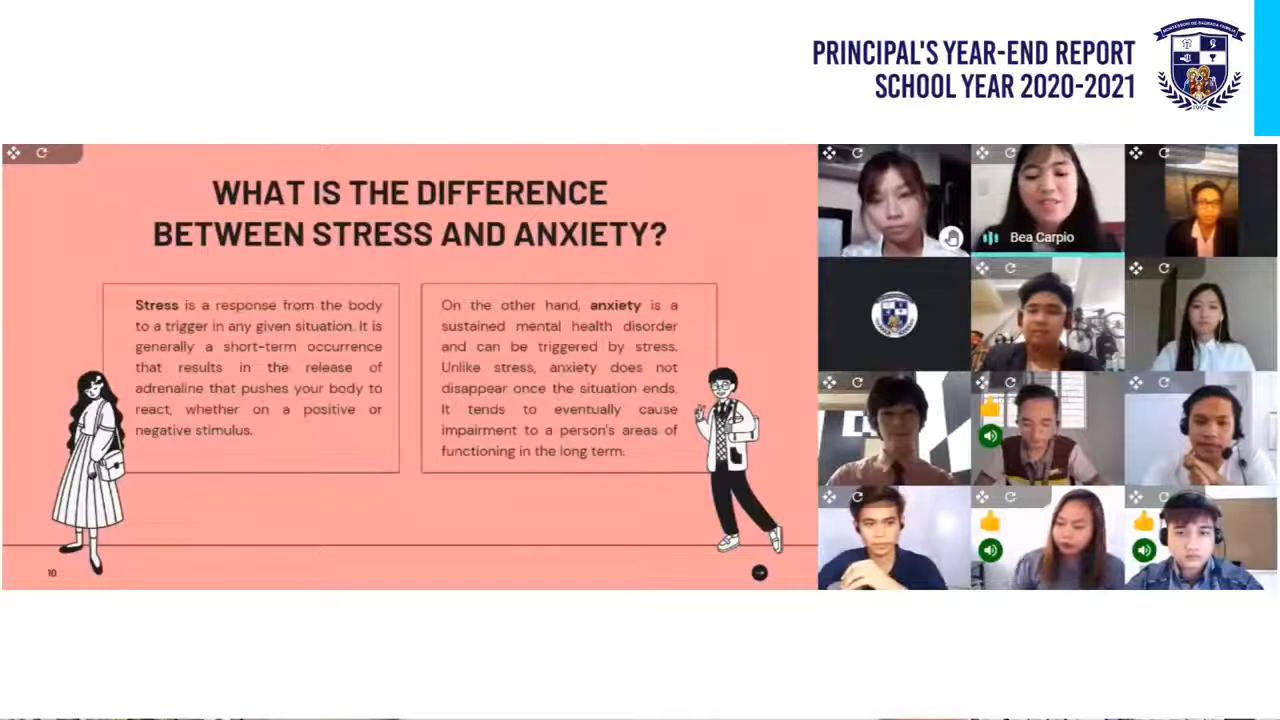 PRINCIPAL'S YEAR-END REPORT
SCHOOL YEAR 2020-2021
MONTESSORI DE SAGRADA FAMILIA
1997
WHAT IS THE DIFFERENCE
BETWEEN STRESS AND ANXIETY?
Stress is a response from the body
to a trigger in any given situation. It is
generally a short-term occurrence
that results in the release of
adrenaline that pushes your body to
react, whether on a positive or
negative stimulus.
On the other hand, anxiety is a
sustained mental health disorder
and can be triggered by stress.
Unlike stress, anxiety does not
disappear once the situation ends.
It tends to eventually cause
impairment to a person's areas of
functioning in the long term.
10
Bea Carpio